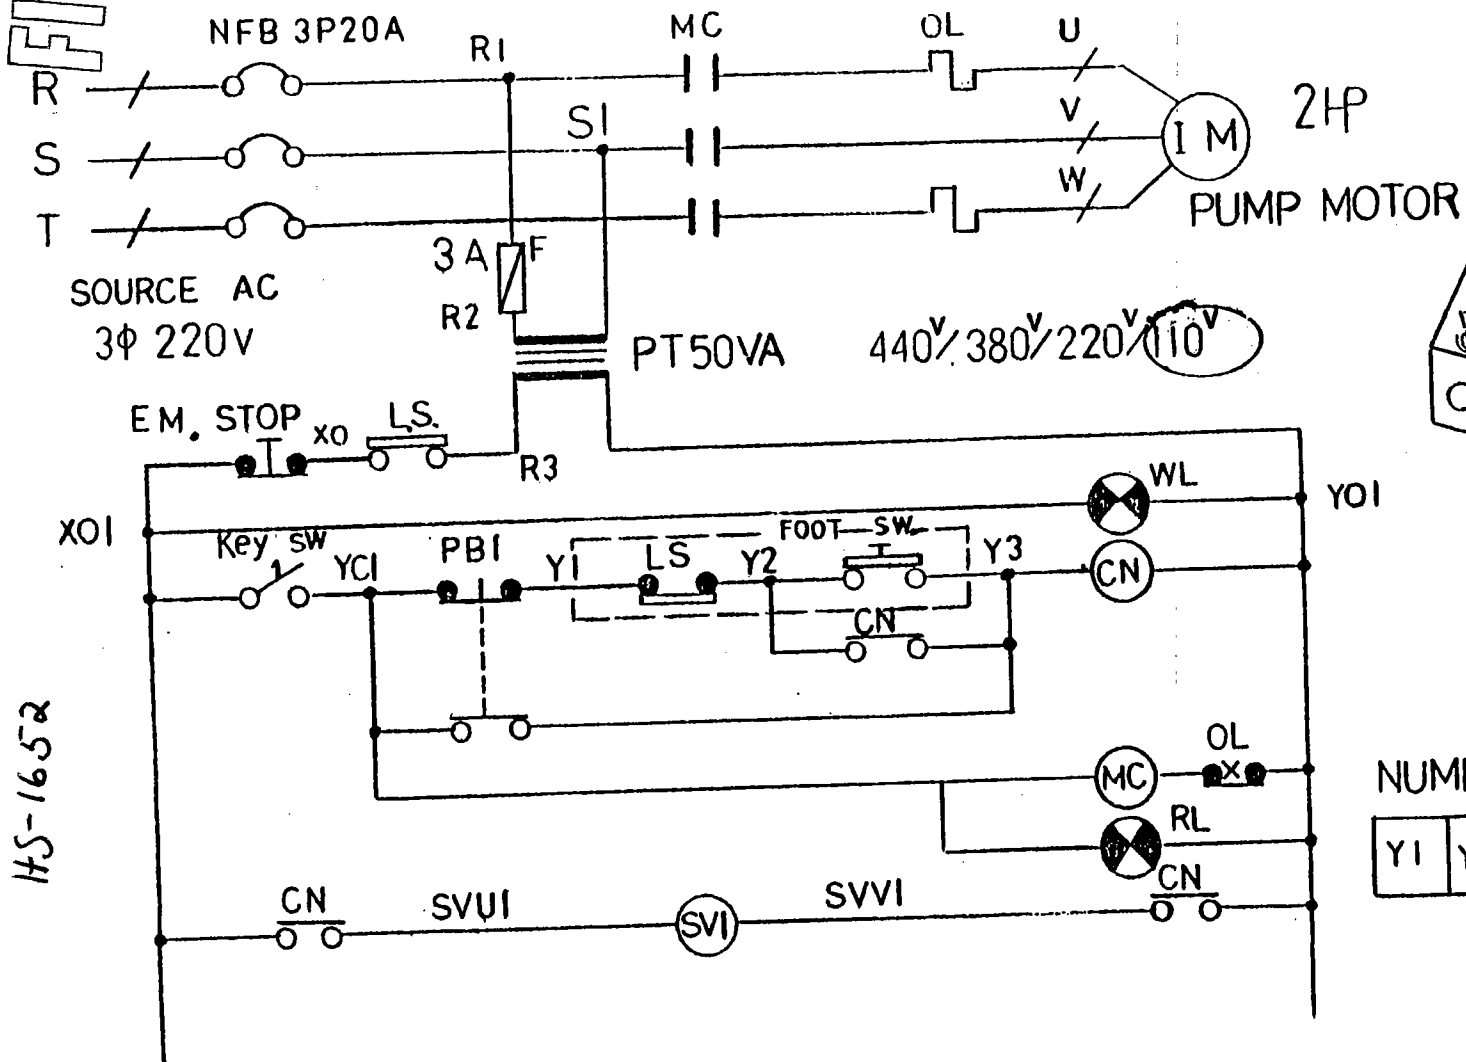 NFB 3P20A
R1
MC
OL
U
R
S1
V
2HP
S
IM
W
T
PUMP MOTOR
3A F
SOURCE AC
R2
3φ 220V
PT50VA
440V/380V/220V/110V
EM. STOP
X0
L.S.
R3
WL
Y01
X01
Key SW
YC1
PB1
Y1
LS
Y2
FOOT SW
Y3
CN
CN
HS-1652
OL
MC
X
RL
Y1
CN
SVU1
SV1
SVV1
CN